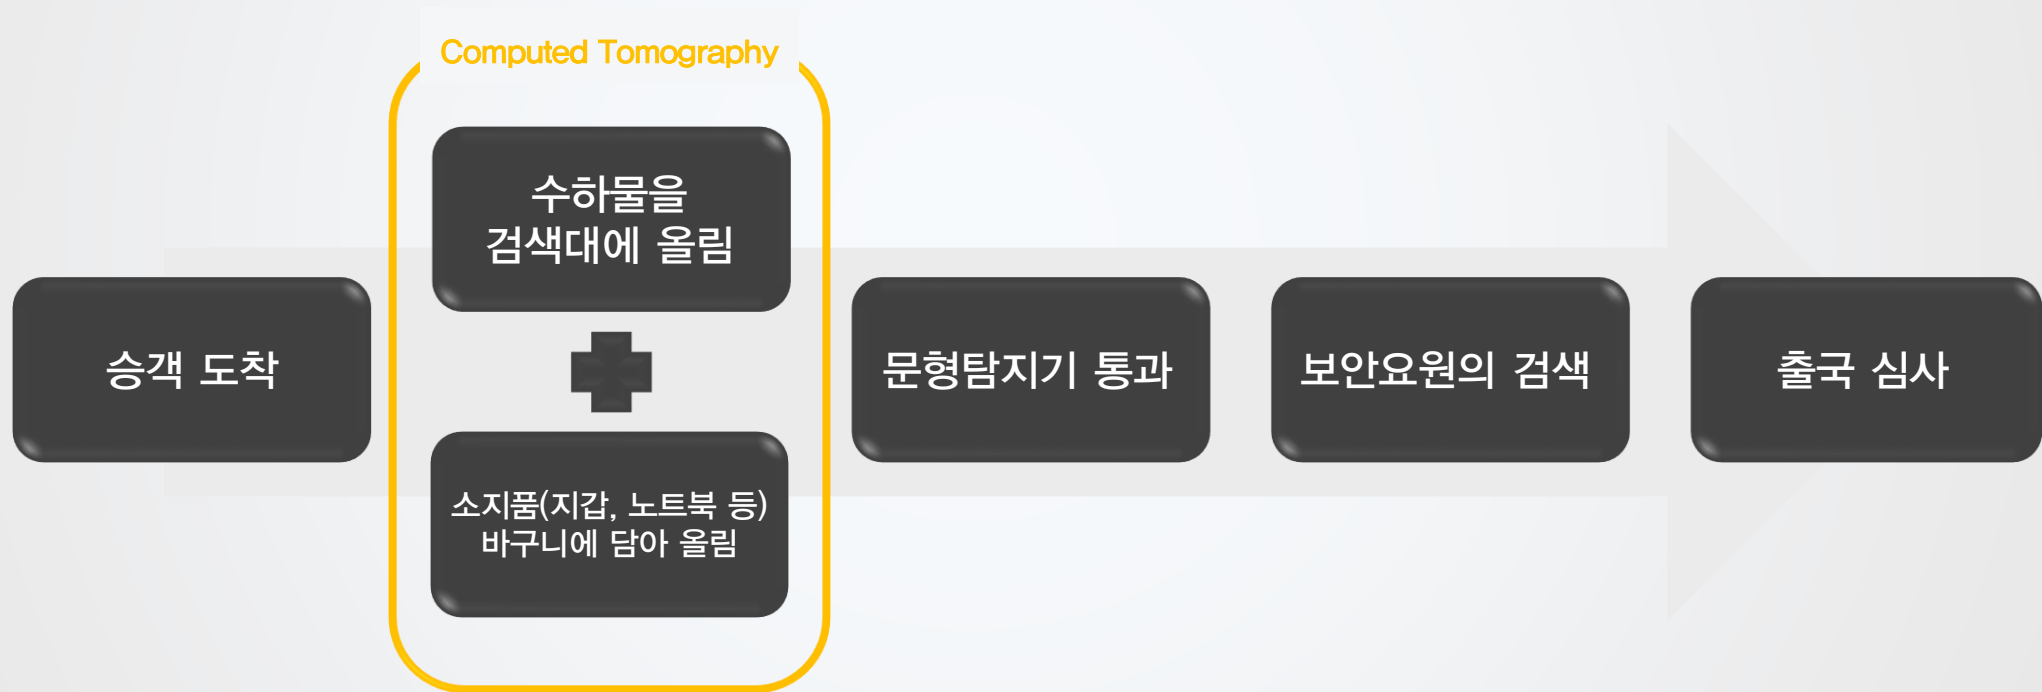 Computed Tomography
승객 도착
수하물을
검색대에 올림
소지품(지갑, 노트북 등)
바구니에 담아 올림
문형탐지기 통과
보안요원의 검색
출국 심사